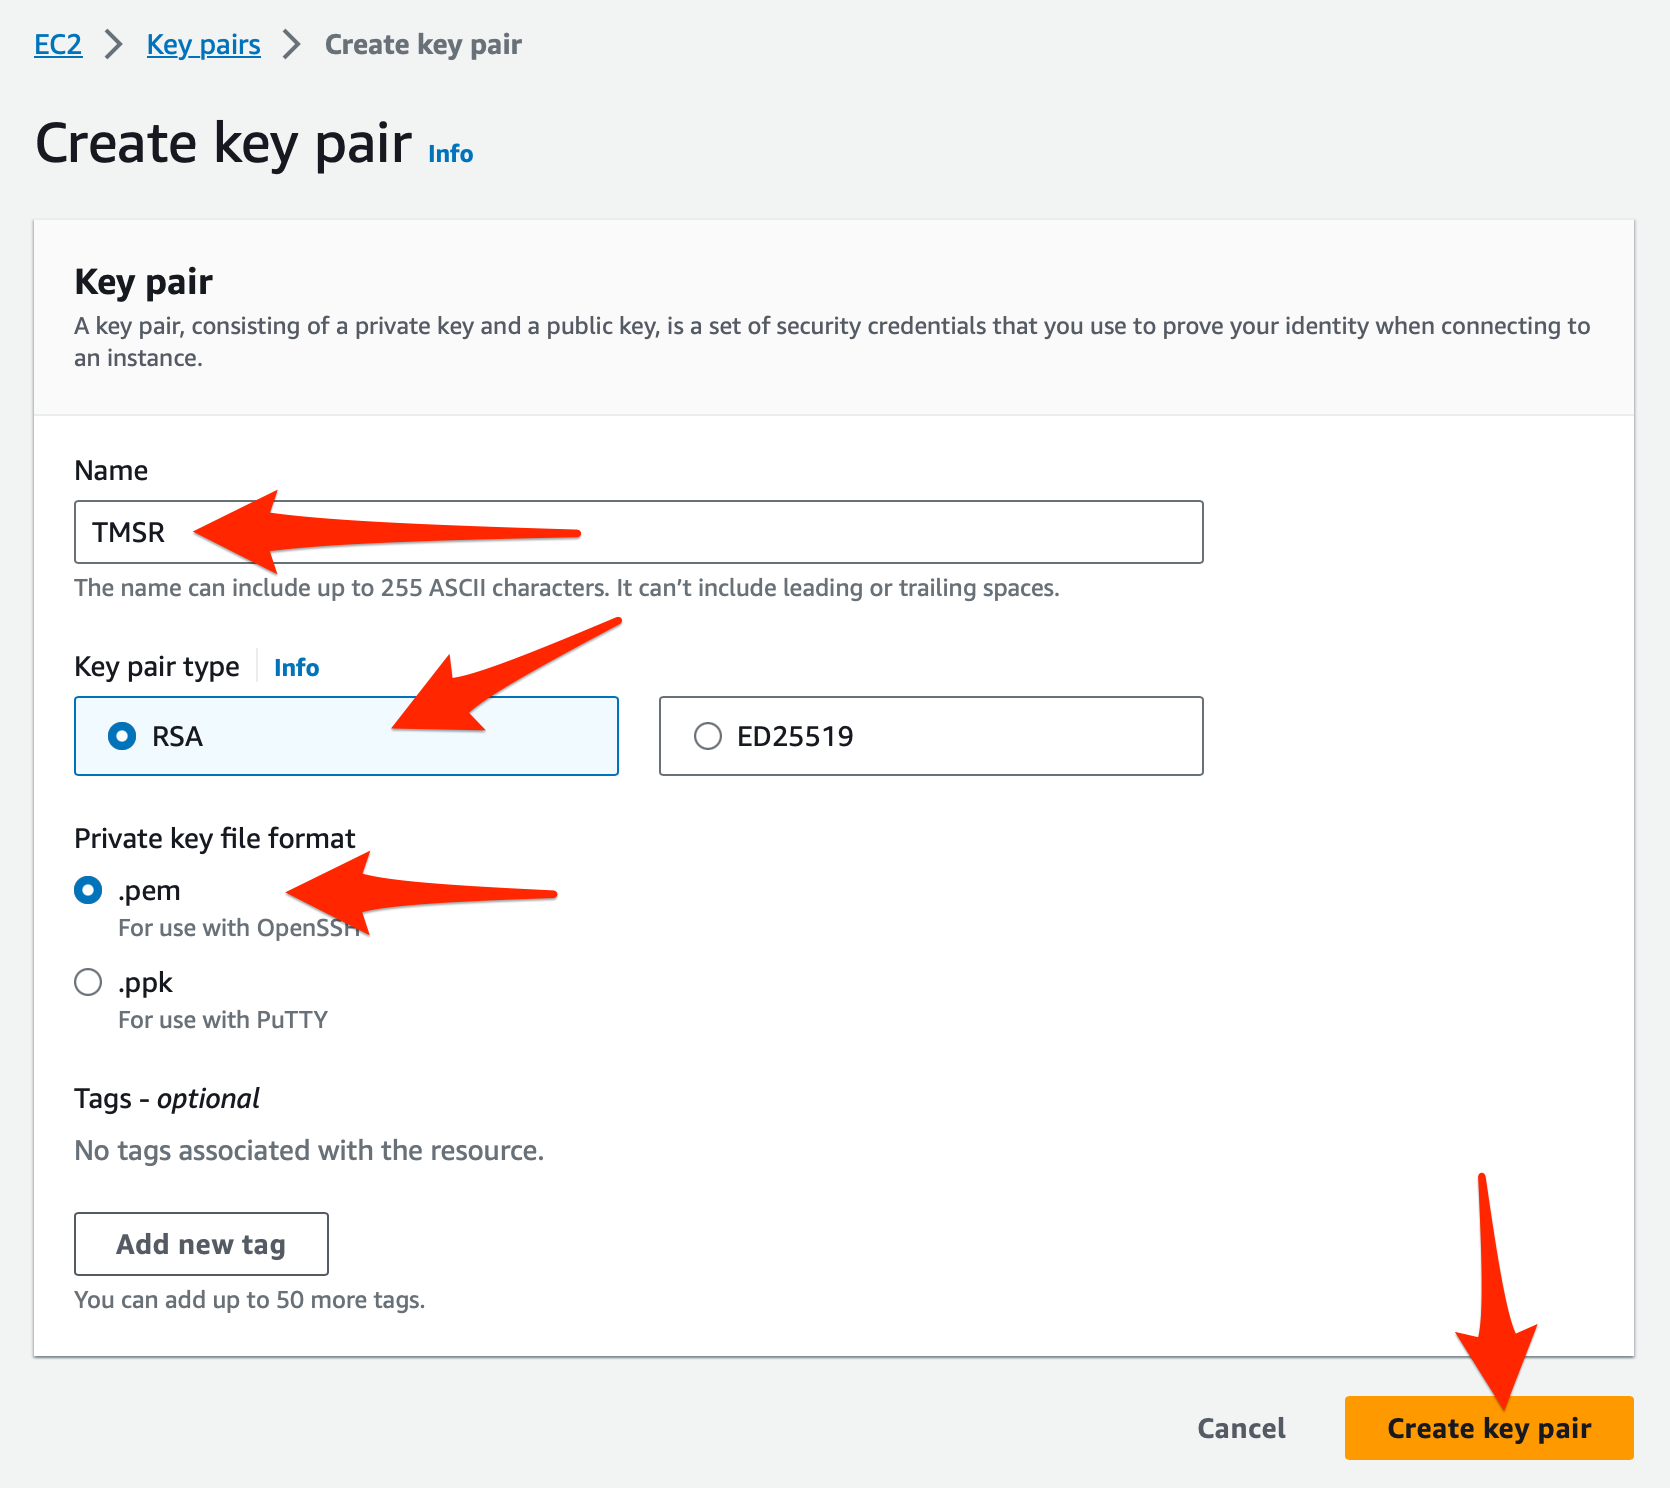 EC2 > Key pairs > Create key pair
Create key pair Info
Key pair
A key pair, consisting of a private key and a public key, is a set of security credentials that you use to prove your identity when connecting to
an instance.
Name
TMSR
The name can include up to 255 ASCII characters. It can’t include leading or trailing spaces.
Key pair type Info
RSA
ED25519
Private key file format
.pem
For use with OpenSSH
.ppk
For use with PuTTY
Tags - optional
No tags associated with the resource.
Add new tag
You can add up to 50 more tags.
Cancel
Create key pair